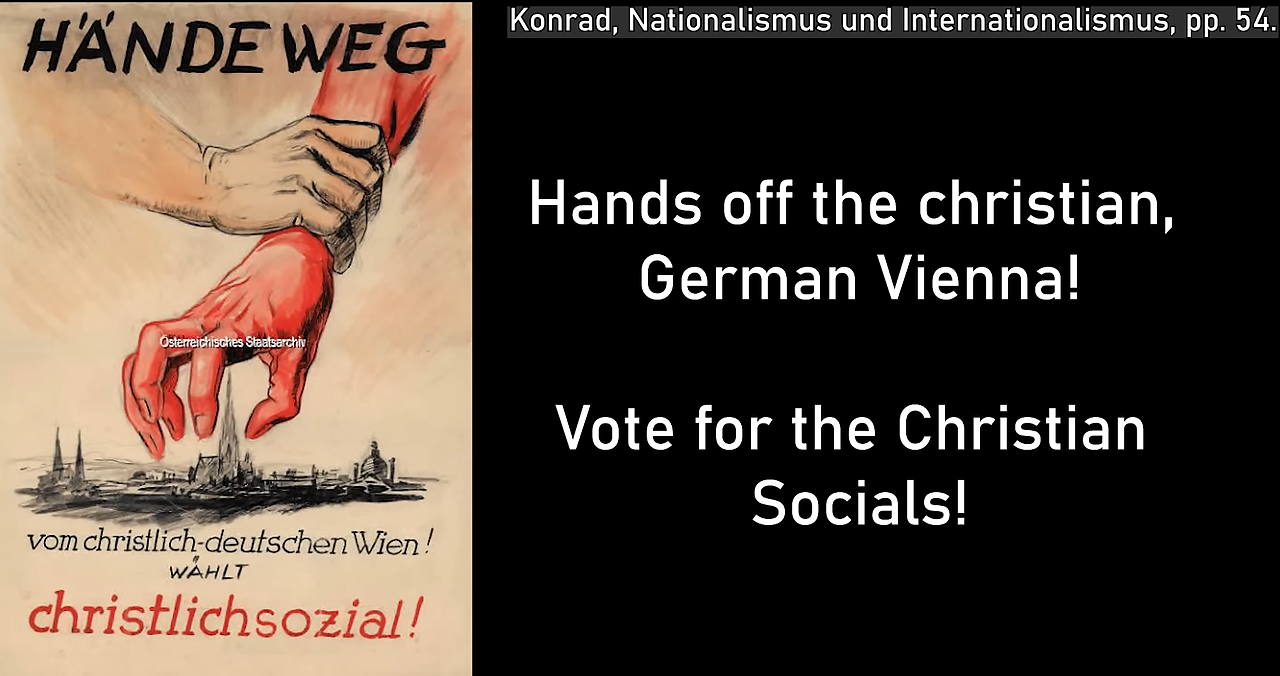 HÄNDE WEG
Österreichisches Staatsarchiv
vom christlich-deutschen Wien!
WÄHLT
christlichsozial!
Konrad, Nationalismus und Internationalismus, pp. 54.
Hands off the christian,
German Vienna!
Vote for the Christian
Socials!